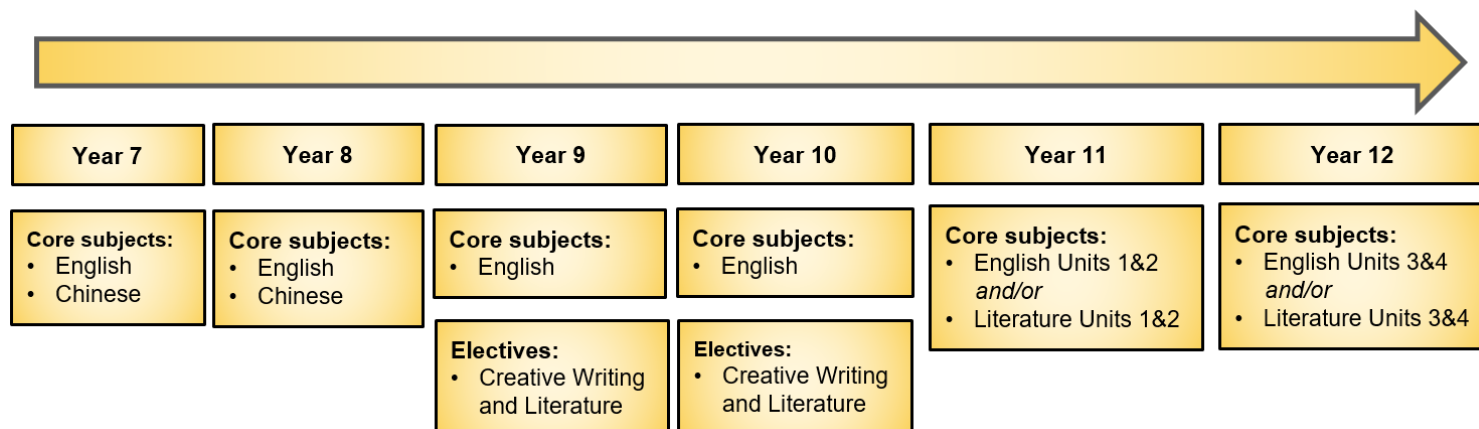 Year 7
Year 8
Year 9
Year 10
Year 11
Year 12
Core subjects:
• English
• Chinese
Core subjects:
• English
• Chinese
Core subjects:
• English
Core subjects:
• English
Core subjects:
• English Units 1&2
and/or
• Literature Units 1&2
Core subjects:
• English Units 3&4
and/or
• Literature Units 3&4
Electives:
• Creative Writing
and Literature
Electives:
• Creative Writing
and Literature